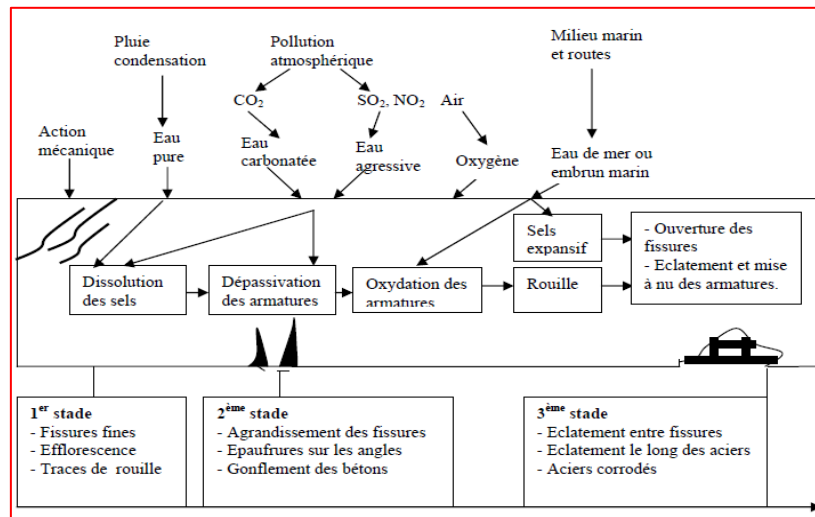 Pluie
condensation
Pollution
atmosphérique
Milieu marin
et routes
CO2
SO2, NO2
Air
Action
mécanique
Eau
pure
Eau
carbonatée
Eau
agressive
Oxygène
Eau de mer ou
embrun marin
Sels
expansif
- Ouverture des
fissures
- Eclatement et mise
à nu des armatures.
Dissolution
des sels
Dépassivation
des armatures
Oxydation des
armatures
Rouille
1er stade
- Fissures fines
- Efflorescence
- Traces de rouille
2ème stade
- Agrandissement des fissures
- Epaufrures sur les angles
- Gonflement des bétons
3ème stade
- Eclatement entre fissures
- Eclatement le long des aciers
- Aciers corrodés